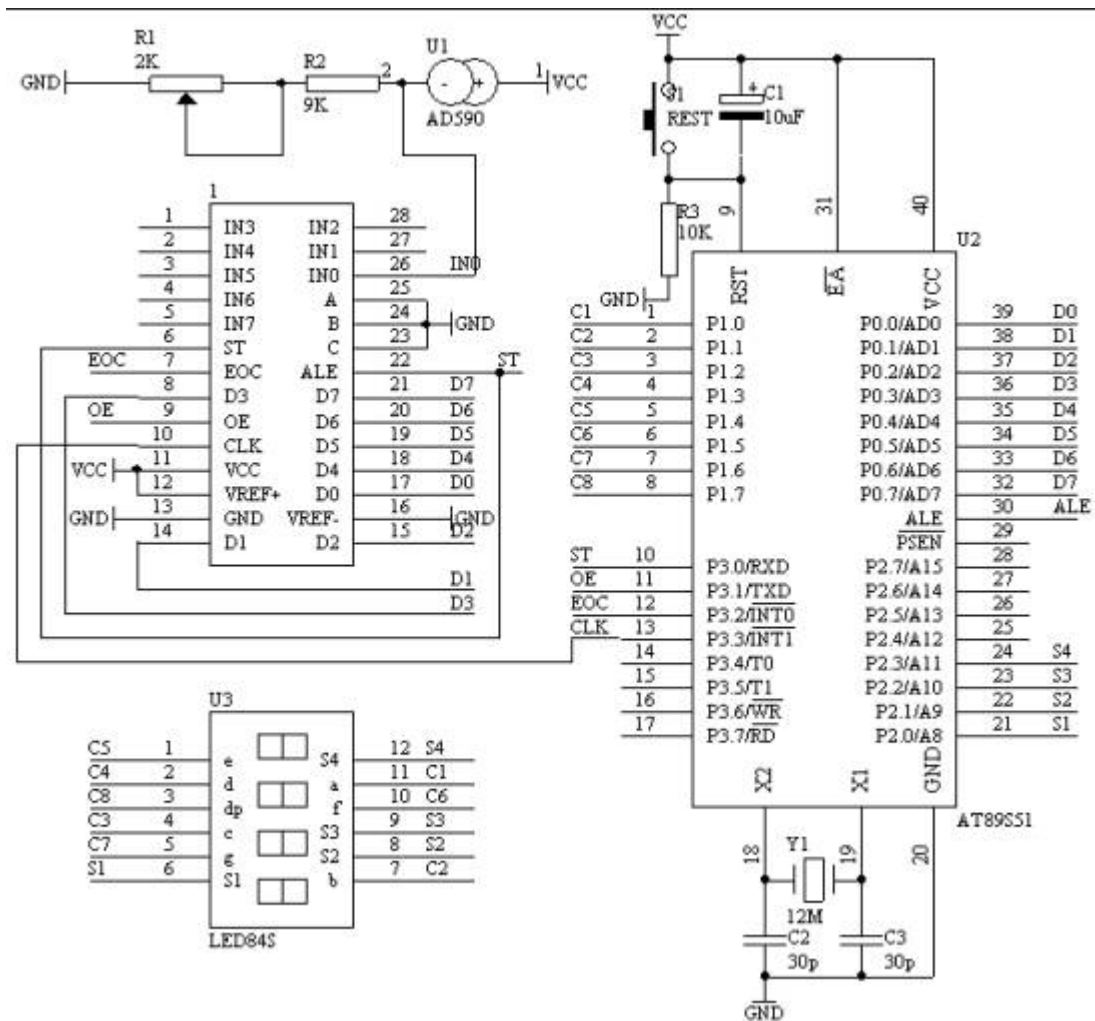 R1
2K
GND
R2
9K
2
U1
AD590
1
VCC
VCC
S1
REST
C1
10uF
R3
10K
GND
9
31
40
U2
1
1 IN3 IN2 28
2 IN4 IN1 27
3 IN5 IN0 26 IN0
4 IN6 A 25
5 IN7 B 24 GND
6 ST C 23
EOC 7 EOC ALE 22 ST
8 D3 D7 21 D7
OE 9 OE D6 20 D6
10 CLK D5 19 D5
VCC 11 VCC D4 18 D4
12 VREF+ D0 17 D0
GND 13 GND VREF- 16 GND
14 D1 D2 15 D2
D1
D3
RST EA VCC
C1 1 P1.0 P0.0/AD0 39 D0
C2 2 P1.1 P0.1/AD1 38 D1
C3 3 P1.2 P0.2/AD2 37 D2
C4 4 P1.3 P0.3/AD3 36 D3
C5 5 P1.4 P0.4/AD4 35 D4
C6 6 P1.5 P0.5/AD5 34 D5
C7 7 P1.6 P0.6/AD6 33 D6
C8 8 P1.7 P0.7/AD7 32 D7
ALE 30 ALE
PSEN 29
ST 10 P3.0/RXD P2.7/A15 28
OE 11 P3.1/TXD P2.6/A14 27
EOC 12 P3.2/INT0 P2.5/A13 26
CLK 13 P3.3/INT1 P2.4/A12 25
14 P3.4/T0 P2.3/A11 24 S4
15 P3.5/T1 P2.2/A10 23 S3
16 P3.6/WR P2.1/A9 22 S2
17 P3.7/RD P2.0/A8 21 S1
X2 X1 GND
AT89S51
18
Y1
19
20
12M
C2
30p
C3
30p
GND
U3
C5 1 e S4 12 S4
C4 2 d a 11 C1
C8 3 dp f 10 C6
C3 4 c S3 9 S3
C7 5 g S2 8 S2
S1 6 S1 b 7 C2
LED84S